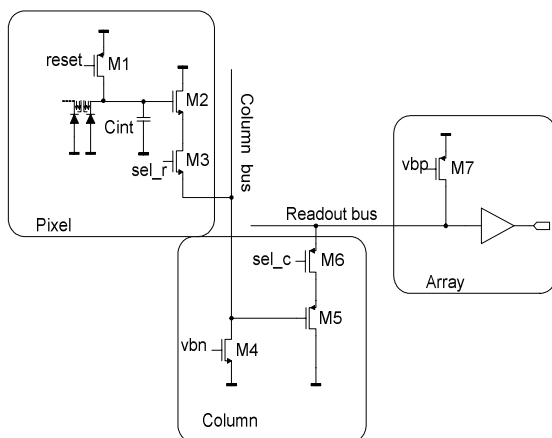 reset
M1
M2
Cint
M3
sel_r
Pixel
Column bus
Readout bus
vbp
M7
Array
sel_c
M6
M5
vbn
M4
Column